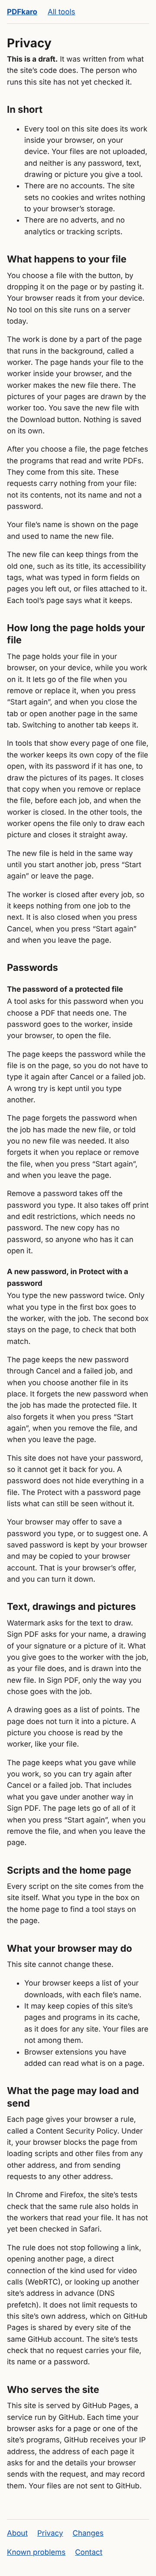 PDFkaro All tools
Privacy
This is a draft. It was written from what
the site's code does. The person who
runs this site has not yet checked it.
In short
• Every tool on this site does its work
inside your browser, on your
device. Your files are not uploaded,
and neither is any password, text,
drawing or picture you give a tool.
• There are no accounts. The site
sets no cookies and writes nothing
to your browser's storage.
• There are no adverts, and no
analytics or tracking scripts.
What happens to your file
You choose a file with the button, by
dropping it on the page or by pasting it.
Your browser reads it from your device.
No tool on this site runs on a server
today.
The work is done by a part of the page
that runs in the background, called a
worker. The page hands your file to the
worker inside your browser, and the
worker makes the new file there. The
pictures of your pages are drawn by the
worker too. You save the new file with
the Download button. Nothing is saved
on its own.
After you choose a file, the page fetches
the programs that read and write PDFs.
They come from this site. These
requests carry nothing from your file:
not its contents, not its name and not a
password.
Your file's name is shown on the page
and used to name the new file.
The new file can keep things from the
old one, such as its title, its accessibility
tags, what was typed in form fields on
pages you left out, or files attached to it.
Each tool's page says what it keeps.
How long the page holds your
file
The page holds your file in your
browser, on your device, while you work
on it. It lets go of the file when you
remove or replace it, when you press
“Start again”, and when you close the
tab or open another page in the same
tab. Switching to another tab keeps it.
In tools that show every page of one file,
the worker keeps its own copy of the file
open, with its password if it has one, to
draw the pictures of its pages. It closes
that copy when you remove or replace
the file, before each job, and when the
worker is closed. In the other tools, the
worker opens the file only to draw each
picture and closes it straight away.
The new file is held in the same way
until you start another job, press “Start
again” or leave the page.
The worker is closed after every job, so
it keeps nothing from one job to the
next. It is also closed when you press
Cancel, when you press “Start again”
and when you leave the page.
Passwords
The password of a protected file
A tool asks for this password when you
choose a PDF that needs one. The
password goes to the worker, inside
your browser, to open the file.
The page keeps the password while the
file is on the page, so you do not have to
type it again after Cancel or a failed job.
A wrong try is kept until you type
another.
The page forgets the password when
the job has made the new file, or told
you no new file was needed. It also
forgets it when you replace or remove
the file, when you press “Start again”,
and when you leave the page.
Remove a password takes off the
password you type. It also takes off print
and edit restrictions, which needs no
password. The new copy has no
password, so anyone who has it can
open it.
A new password, in Protect with a
password
You type the new password twice. Only
what you type in the first box goes to
the worker, with the job. The second box
stays on the page, to check that both
match.
The page keeps the new password
through Cancel and a failed job, and
when you choose another file in its
place. It forgets the new password when
the job has made the protected file. It
also forgets it when you press “Start
again”, when you remove the file, and
when you leave the page.
This site does not have your password,
so it cannot get it back for you. A
password does not hide everything in a
file. The Protect with a password page
lists what can still be seen without it.
Your browser may offer to save a
password you type, or to suggest one. A
saved password is kept by your browser
and may be copied to your browser
account. That is your browser's offer,
and you can turn it down.
Text, drawings and pictures
Watermark asks for the text to draw.
Sign PDF asks for your name, a drawing
of your signature or a picture of it. What
you give goes to the worker with the job,
as your file does, and is drawn into the
new file. In Sign PDF, only the way you
chose goes with the job.
A drawing goes as a list of points. The
page does not turn it into a picture. A
picture you choose is read by the
worker, like your file.
The page keeps what you gave while
you work, so you can try again after
Cancel or a failed job. That includes
what you gave under another way in
Sign PDF. The page lets go of all of it
when you press “Start again”, when you
remove the file, and when you leave the
page.
Scripts and the home page
Every script on the site comes from the
site itself. What you type in the box on
the home page to find a tool stays on
the page.
What your browser may do
This site cannot change these.
• Your browser keeps a list of your
downloads, with each file's name.
• It may keep copies of this site's
pages and programs in its cache,
as it does for any site. Your files are
not among them.
• Browser extensions you have
added can read what is on a page.
What the page may load and
send
Each page gives your browser a rule,
called a Content Security Policy. Under
it, your browser blocks the page from
loading scripts and other files from any
other address, and from sending
requests to any other address.
In Chrome and Firefox, the site's tests
check that the same rule also holds in
the workers that read your file. It has not
yet been checked in Safari.
The rule does not stop following a link,
opening another page, a direct
connection of the kind used for video
calls (WebRTC), or looking up another
site's address in advance (DNS
prefetch). It does not limit requests to
this site's own address, which on GitHub
Pages is shared by every site of the
same GitHub account. The site's tests
check that no request carries your file,
its name or a password.
Who serves the site
This site is served by GitHub Pages, a
service run by GitHub. Each time your
browser asks for a page or one of the
site's programs, GitHub receives your IP
address, the address of each page it
asks for and the details your browser
sends with the request, and may record
them. Your files are not sent to GitHub.
About Privacy Changes
Known problems Contact